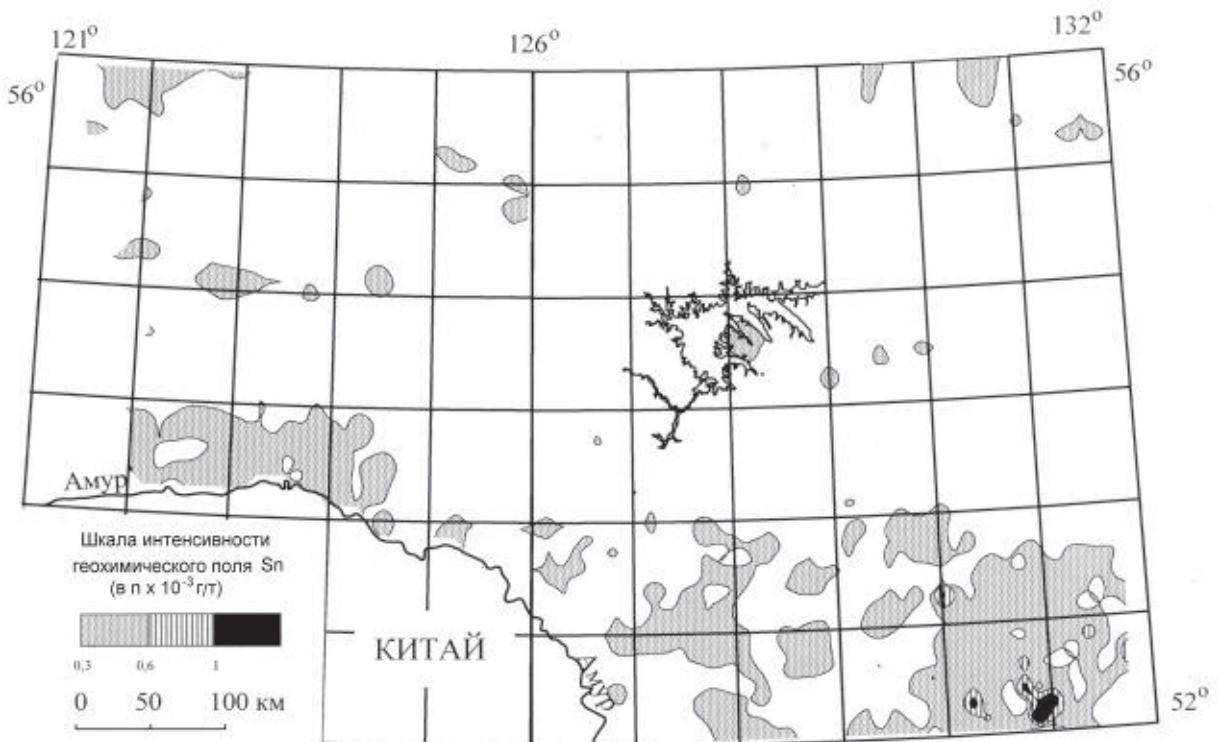 121°
126°
132°
56°
56°
Амур
Шкала интенсивности
геохимического поля Sn
(в n x 10⁻³ г/т)
0,3 0,6 1
0 50 100 км
КИТАЙ
Амур
52°